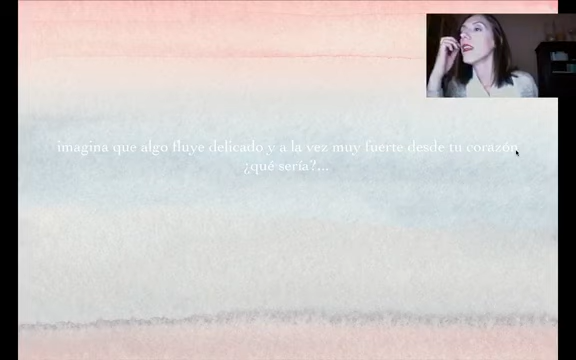 imagina que algo fluye delicado y a la vez muy fuerte desde tu corazón
¿qué sería?...